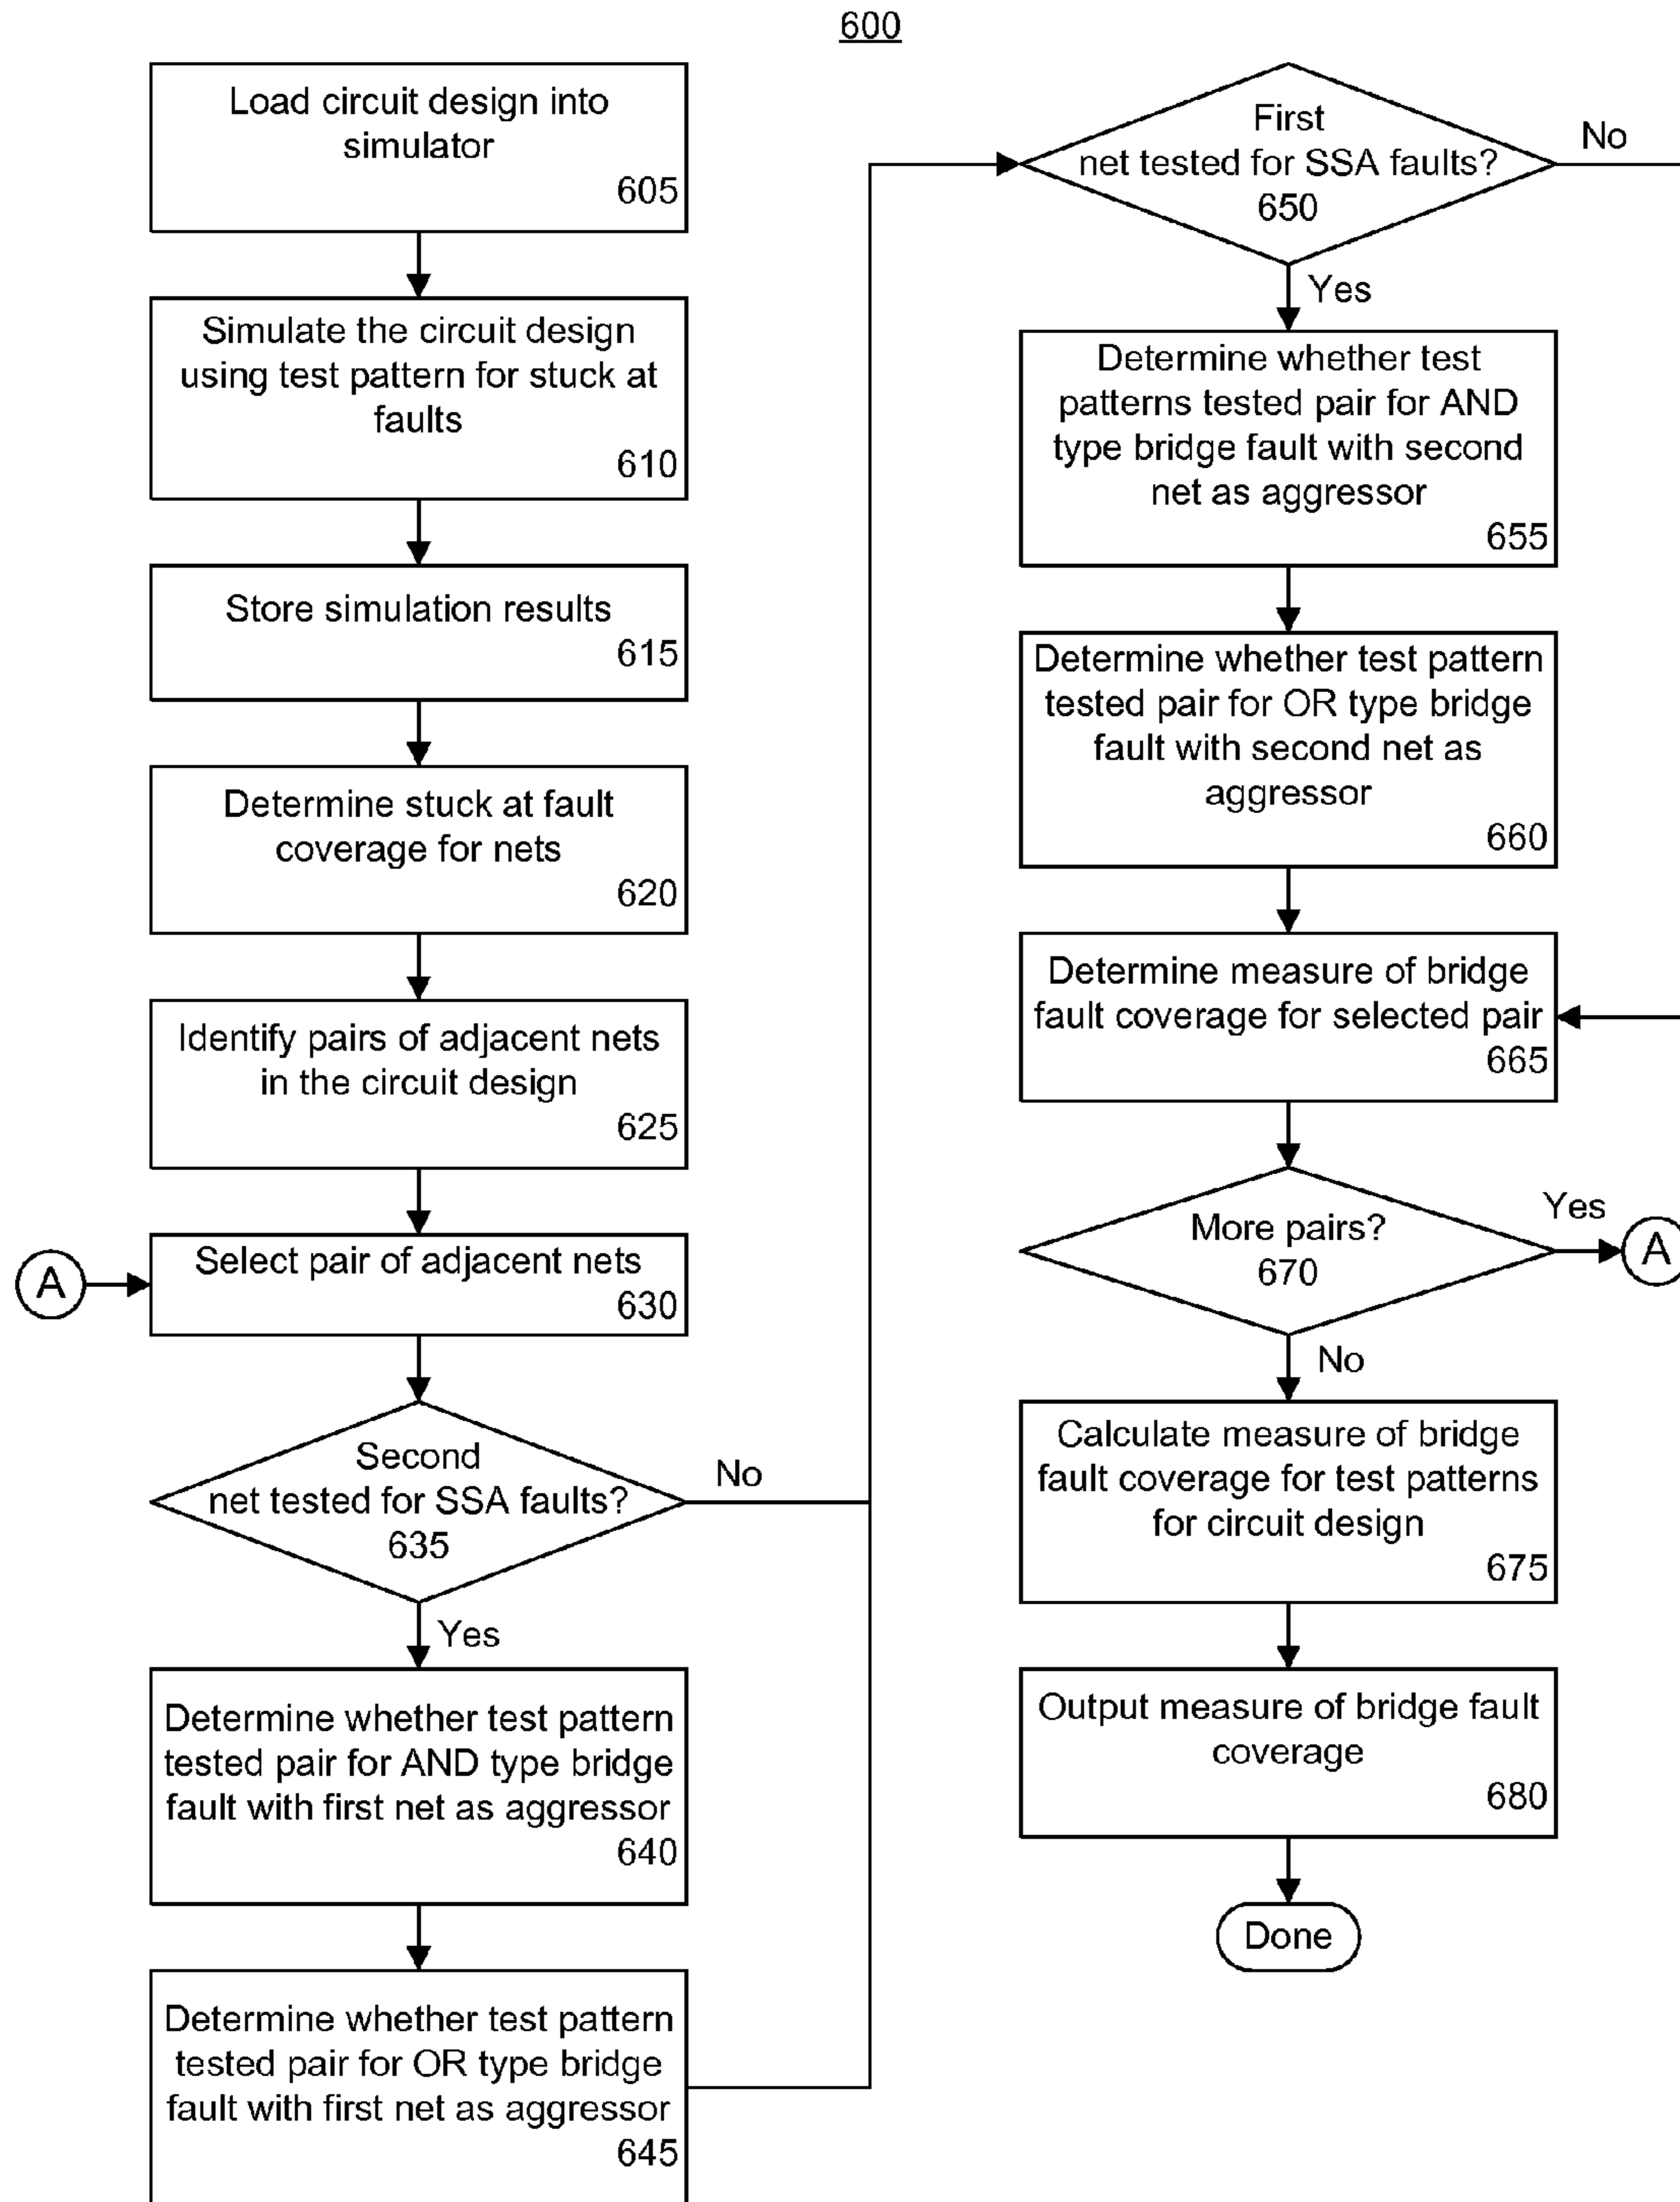 600
Load circuit design into
simulator
605
Simulate the circuit design
using test pattern for stuck at
faults
610
Store simulation results
615
Determine stuck at fault
coverage for nets
620
Identify pairs of adjacent nets
in the circuit design
625
A
Select pair of adjacent nets
630
Second
net tested for SSA faults?
635
No
Yes
Determine whether test pattern
tested pair for AND type bridge
fault with first net as aggressor
640
Determine whether test pattern
tested pair for OR type bridge
fault with first net as aggressor
645
First
net tested for SSA faults?
650
No
Yes
Determine whether test
patterns tested pair for AND
type bridge fault with second
net as aggressor
655
Determine whether test pattern
tested pair for OR type bridge
fault with second net as
aggressor
660
Determine measure of bridge
fault coverage for selected pair
665
More pairs?
670
Yes
A
No
Calculate measure of bridge
fault coverage for test patterns
for circuit design
675
Output measure of bridge fault
coverage
680
Done